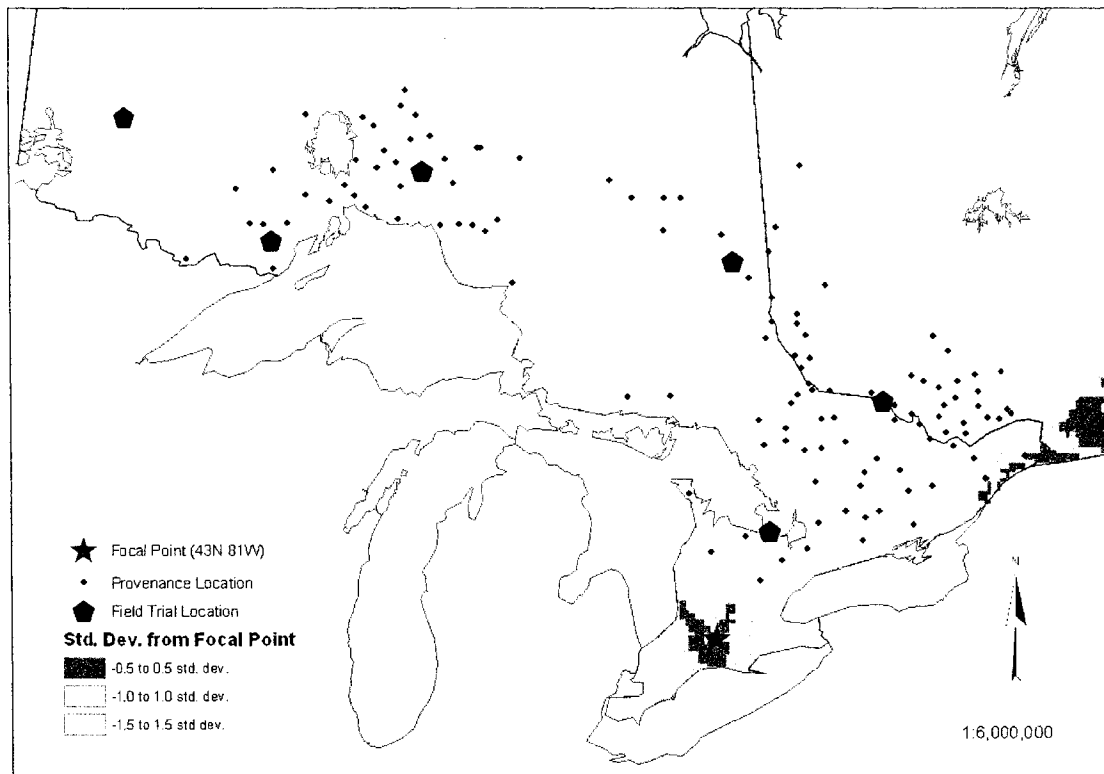 Focal Point (43N 81W)
Provenance Location
Field Trial Location
Std. Dev. from Focal Point
-0.5 to 0.5 std. dev.
-1.0 to 1.0 std. dev.
-1.5 to 1.5 std dev.
N
1:6,000,000